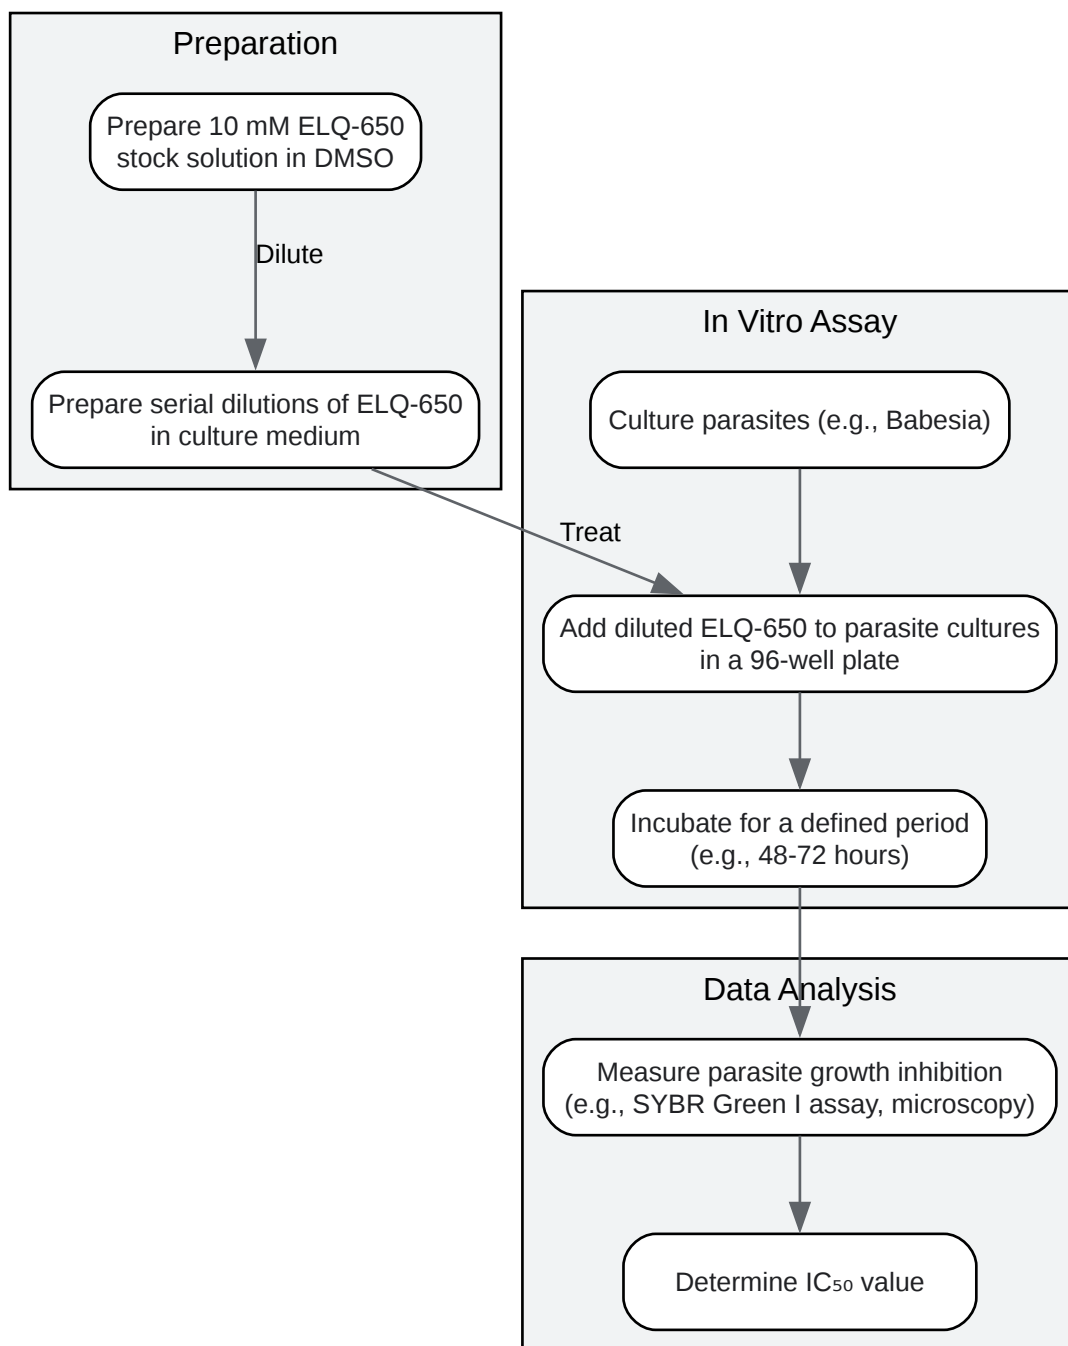 Preparation
Prepare 10 mM ELQ-650
stock solution in DMSO
Dilute
Prepare serial dilutions of ELQ-650
in culture medium
In Vitro Assay
Culture parasites (e.g., Babesia)
Treat
Add diluted ELQ-650 to parasite cultures
in a 96-well plate
Incubate for a defined period
(e.g., 48-72 hours)
Data Analysis
Measure parasite growth inhibition
(e.g., SYBR Green I assay, microscopy)
Determine IC₅₀ value